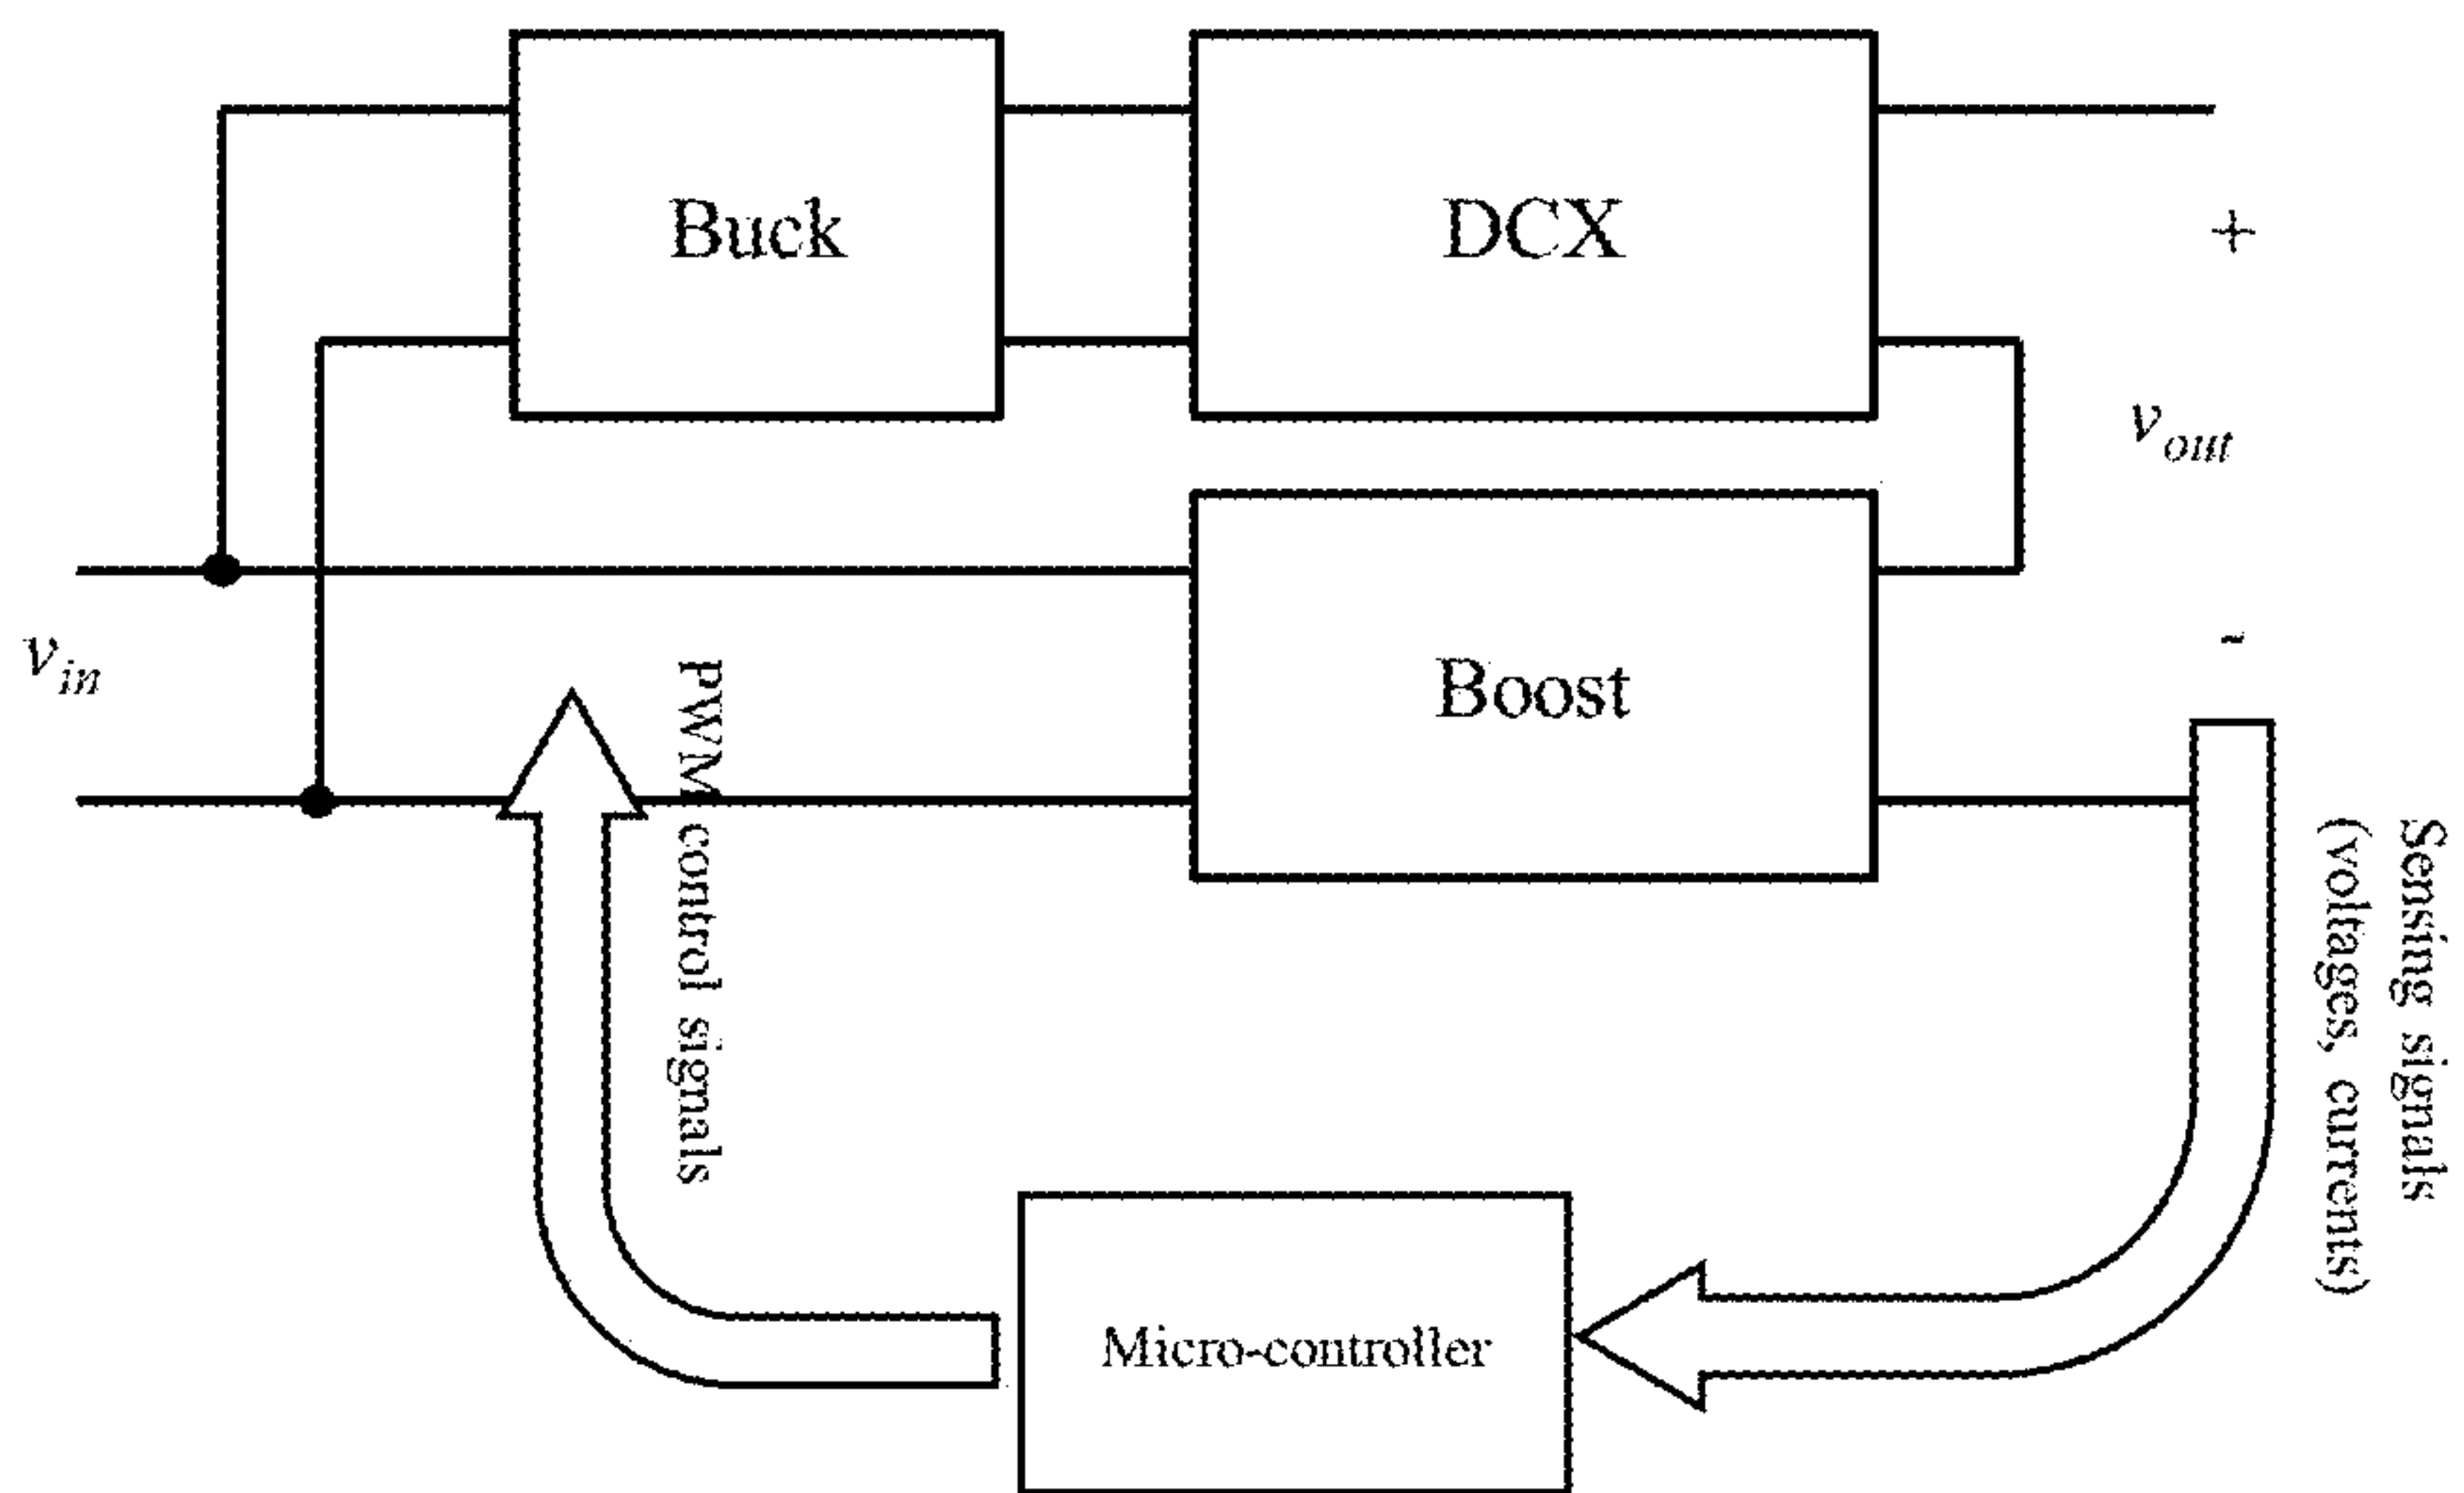 Buck
DCX
+
v_out
v_in
-
Boost
PWM control signals
Sensing signals
(voltages, currents)
Micro-controller